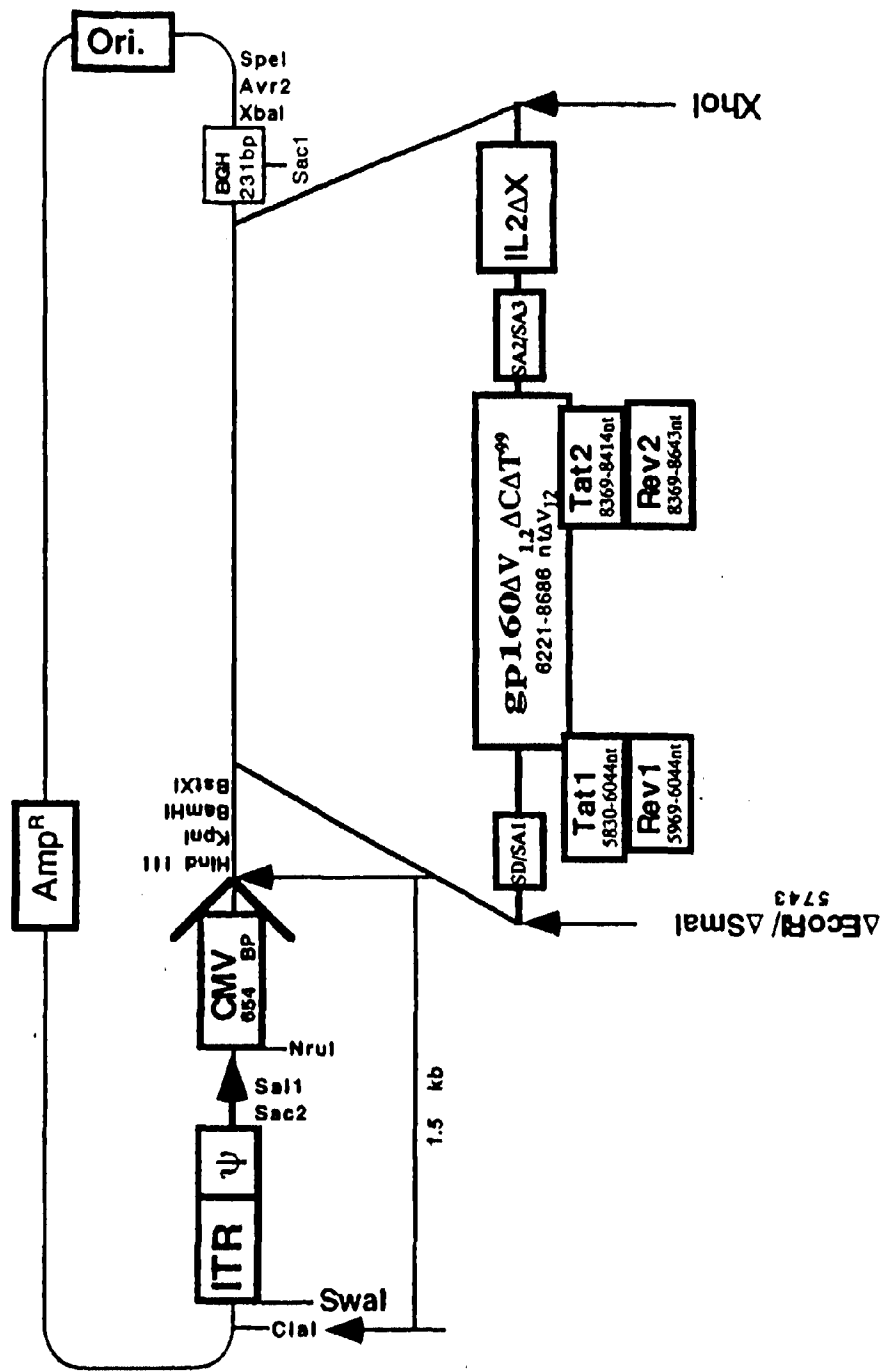 Amp^R
Ori.
SpeI
Avr2
XbaI
BGH
231bp
Sac1
BstXI
BamHI
KpnI
Hind III
CMV
654 BP
NruI
Sal1
Sac2
ψ
ITR
SwaI
ClaI
1.5 kb
XhoI
IL2ΔX
SA2/SA3
gp160ΔV1.2 ΔCΔT^99
6221-8686 ntΔV12
Tat2
8369-8414nt
Rev2
8369-8643nt
SD/SA1
Tat1
5830-6044nt
Rev1
5969-6044nt
ΔEcoRI/ΔSmaI
5743